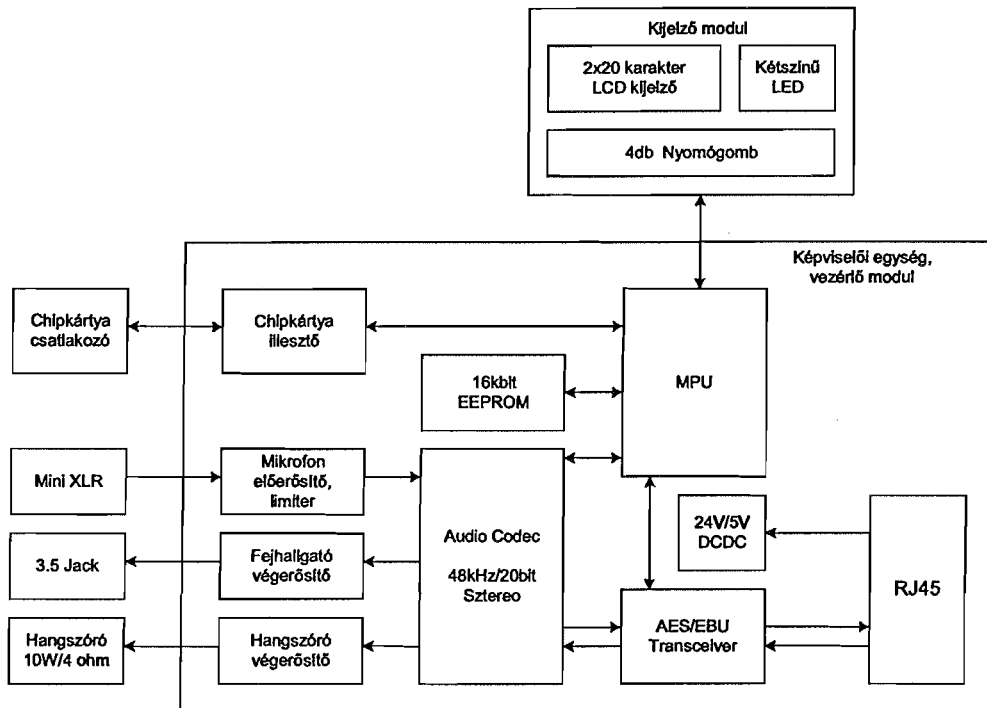 Kijelző modul
2x20 karakter
LCD kijelző
Kétszínű
LED
4db Nyomógomb
Képviselői egység,
vezérlő modul
Chipkártya
csatlakozó
Chipkártya
illesztő
MPU
16kbit
EEPROM
Mini XLR
Mikrofon
előerősítő,
limiter
Audio Codec
48kHz/20bit
Sztereo
24V/5V
DCDC
RJ45
3.5 Jack
Fejhallgató
végerősítő
Hangszóró
10W/4 ohm
Hangszóró
végerősítő
AES/EBU
Transceiver